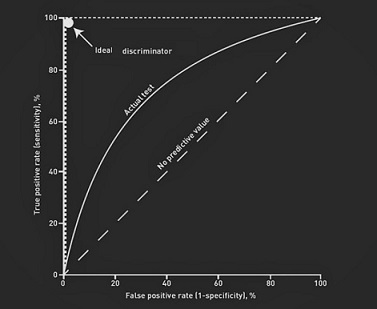 100
80
60
40
20
0
True positive rate (sensitivity), %
Ideal discriminator
Actual test
No predictive value
0 20 40 60 80 100
False positive rate (1-specificity), %